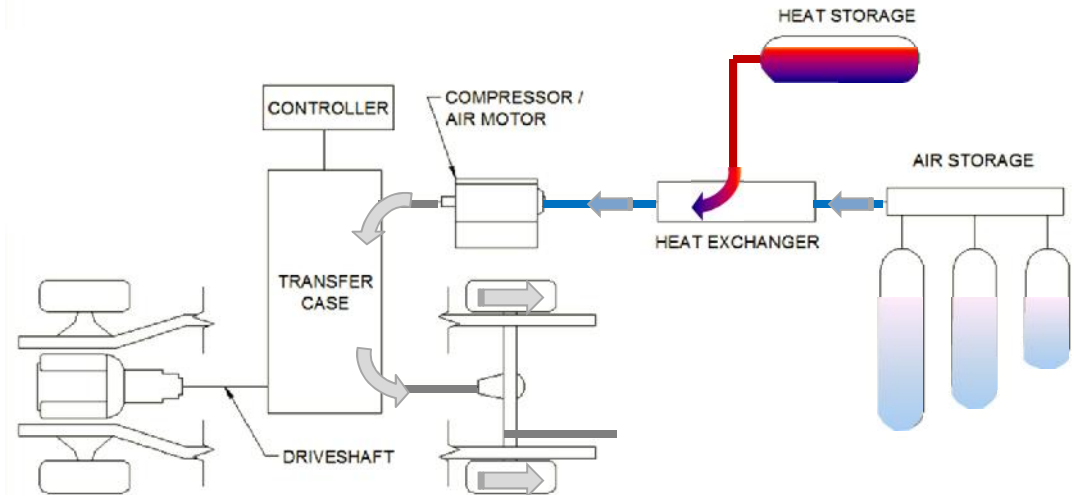 HEAT STORAGE
CONTROLLER
COMPRESSOR /
AIR MOTOR
AIR STORAGE
HEAT EXCHANGER
TRANSFER
CASE
DRIVESHAFT